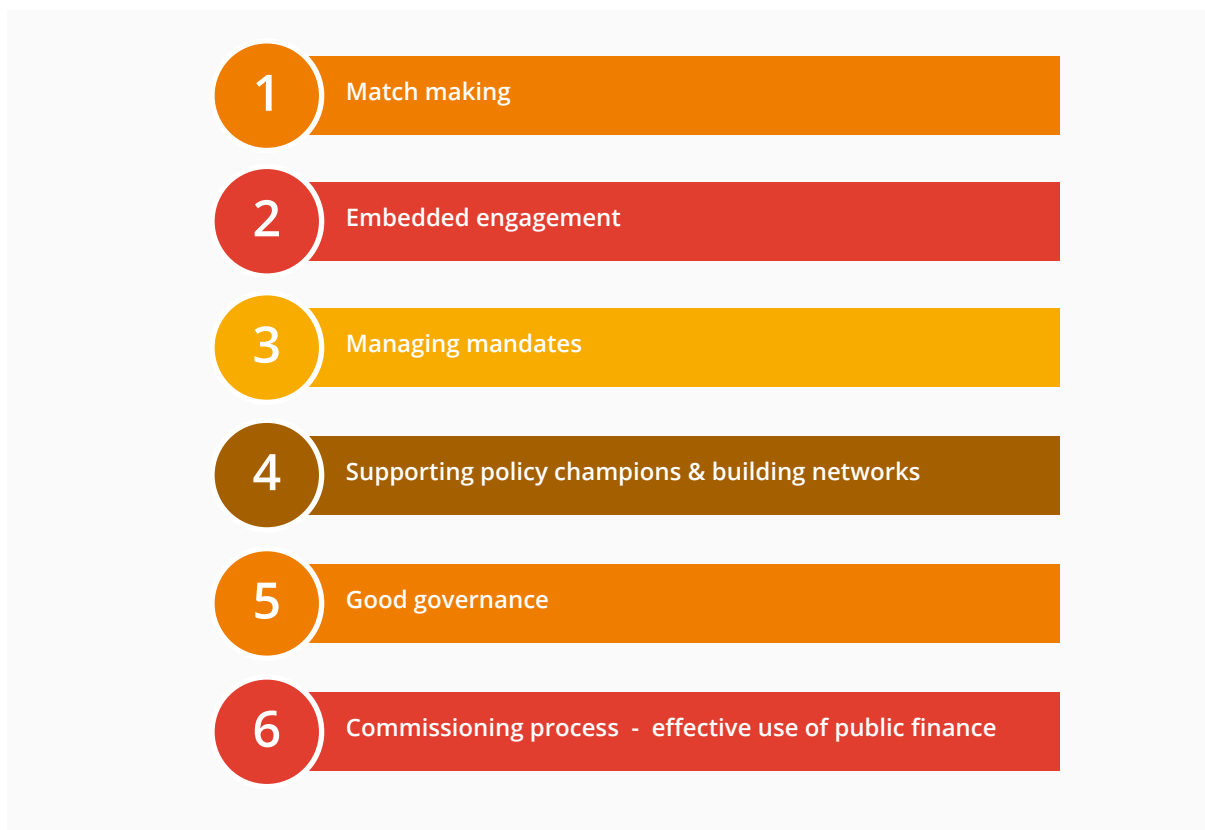 1 Match making
2 Embedded engagement
3 Managing mandates
4 Supporting policy champions & building networks
5 Good governance
6 Commissioning process - effective use of public finance